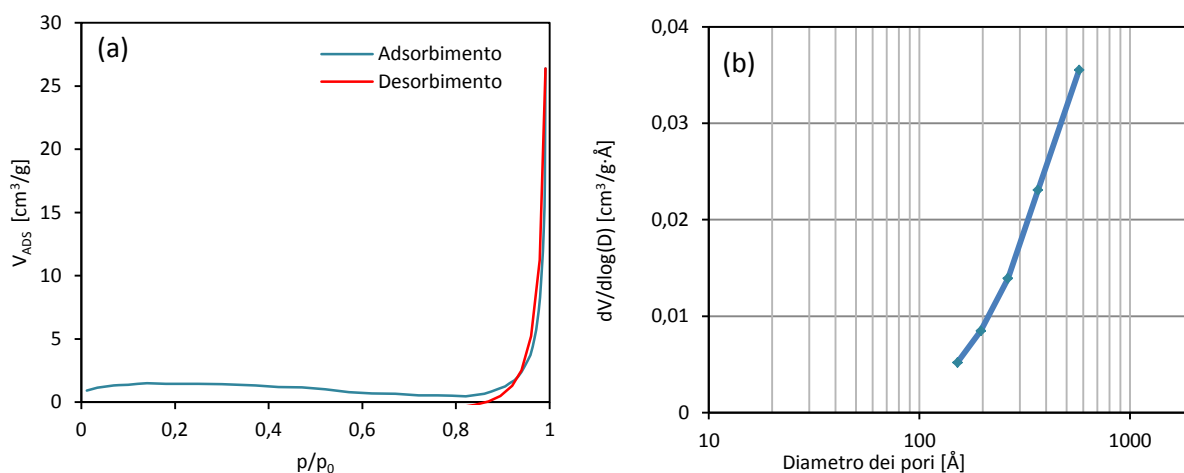 (a)
Adsorbimento
Desorbimento
V_ADS [cm³/g]
30
25
20
15
10
5
0
0 0,2 0,4 0,6 0,8 1
p/p₀
(b)
dV/dlog(D) [cm³/g·Å]
0,04
0,03
0,02
0,01
0
10 100 1000
Diametro dei pori [Å]